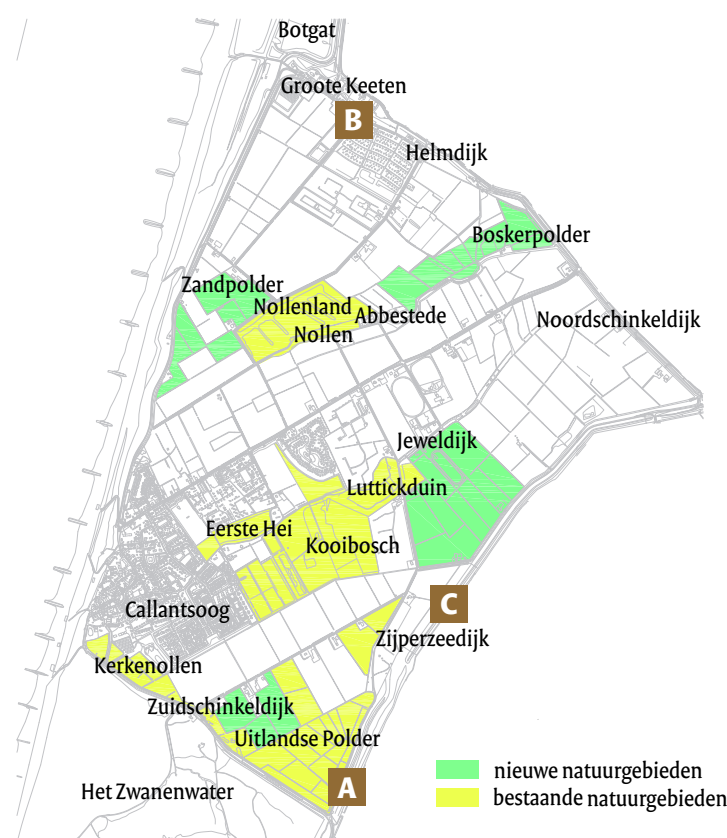 Botgat
Groote Keeten
B
Helmdijk
Boskerpolder
Zandpolder
Nollenland
Abbestede
Nollen
Noordschinkeldijk
Jeweldijk
Luttickduin
Eerste Hei
Kooibosch
Callantsoog
C
Zijperzeedijk
Kerkenollen
Zuidschinkeldijk
Uitlandse Polder
A
Het Zwanenwater
nieuwe natuurgebieden
bestaande natuurgebieden